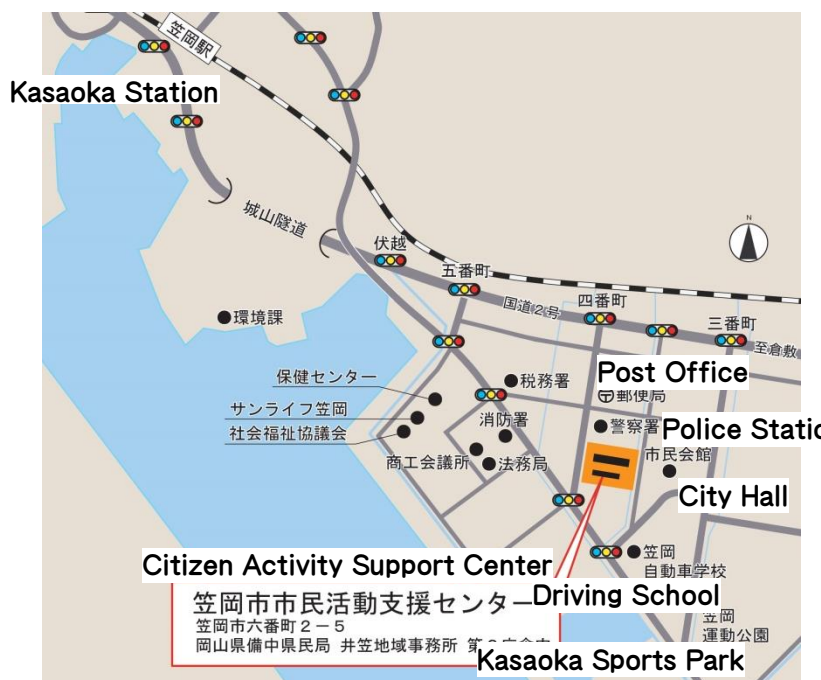 笠岡駅
Kasaoka Station
N
城山隧道
伏越
五番町
国道2号
四番町
三番町
至倉敷
環境課
保健センター
サンライフ笠岡
社会福祉協議会
税務署
消防署
商工会議所
法務局
Post Office
郵便局
警察署
Police Statio
市民会館
City Hall
Citizen Activity Support Center
笠岡市市民活動支援センター
笠岡市六番町2−5
岡山県備中県民局 井笠地域事務所 第
笠岡
自動車学校
Driving School
笠岡
運動公園
Kasaoka Sports Park